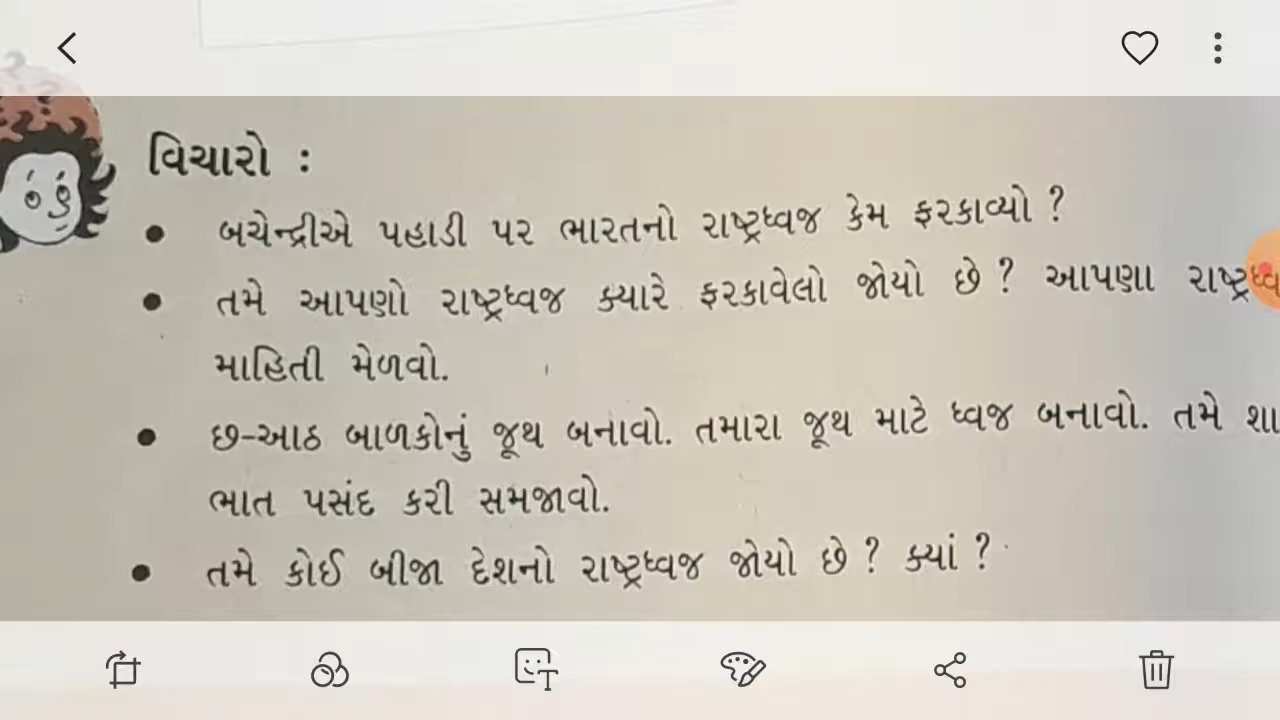 વિચારો :
• બચેન્દ્રીએ પહાડી પર ભારતનો રાષ્ટ્રધ્વજ કેમ ફરકાવ્યો ?
• તમે આપણો રાષ્ટ્રધ્વજ ક્યારે ફરકાવેલો જોયો છે ? આપણા
માહિતી મેળવો.
• છ-આઠ બાળકોનું જૂથ બનાવો. તમારા જૂથ માટે ધ્વજ બનાવો. તમે
ભાત પસંદ કરી સમજાવો.
• તમે કોઈ બીજા દેશનો રાષ્ટ્રધ્વજ જોયો છે ? ક્યાં ?